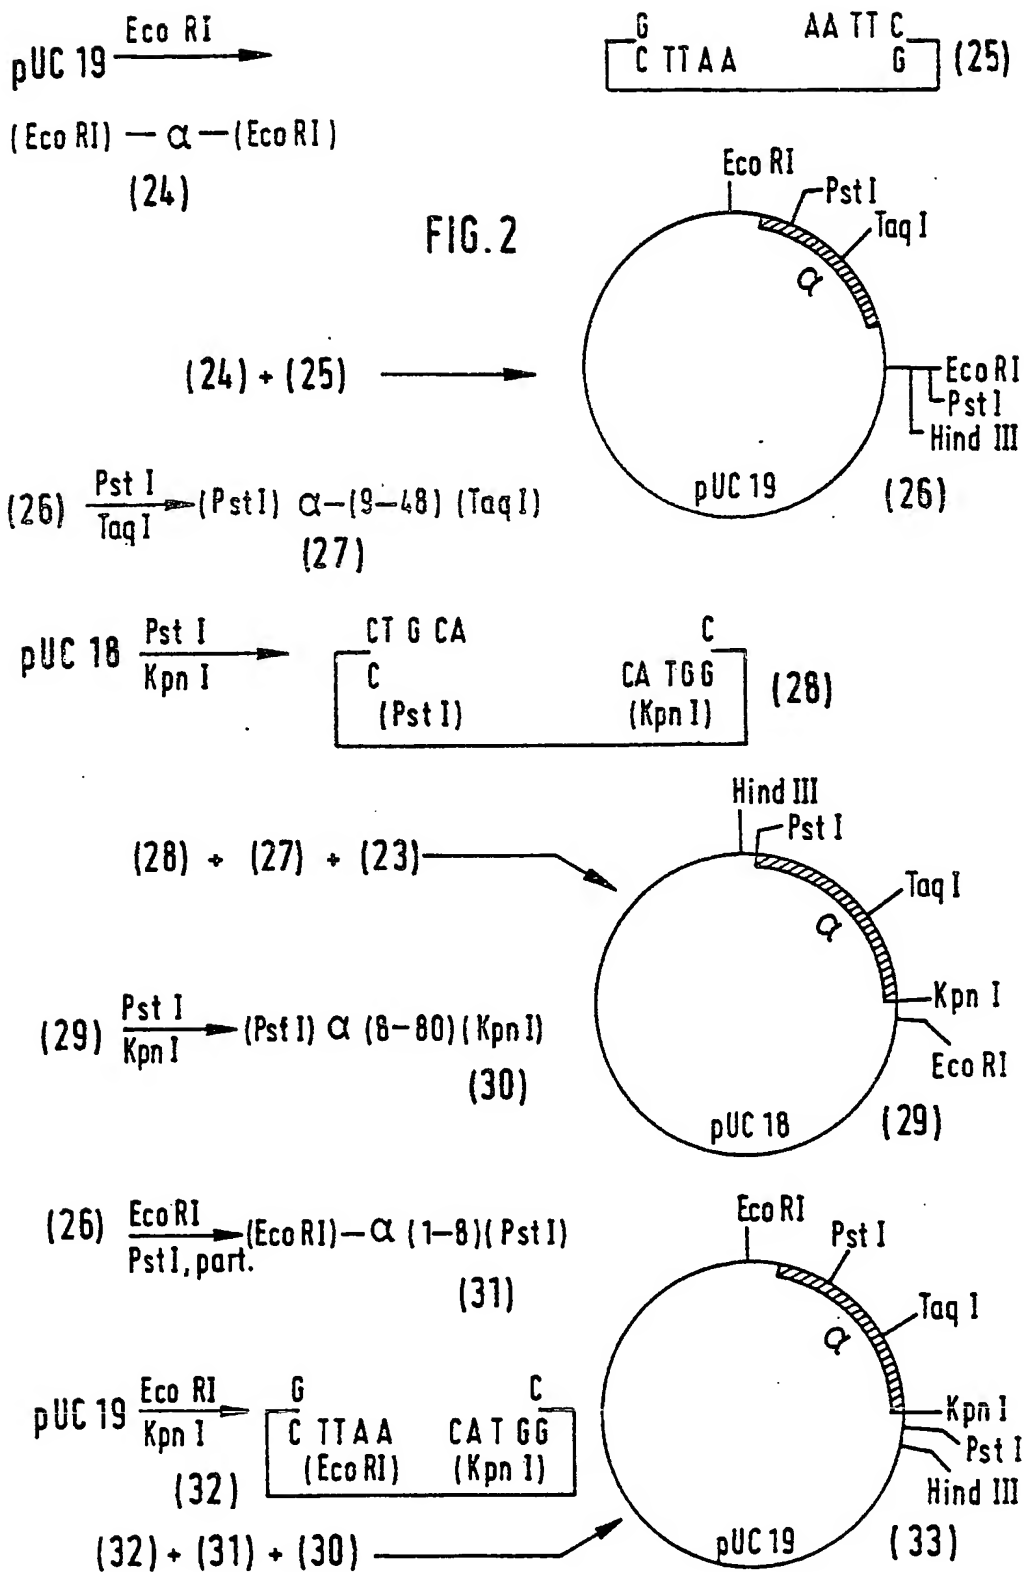 Eco RI
pUC 19
G AA TT C
C TTAA G (25)
(Eco RI) — α — (Eco RI)
(24)
FIG. 2
Eco RI
Pst I
Taq I
α
(24) + (25)
Eco RI
Pst I
Hind III
pUC 19
(26)
(26) Pst I
Taq I
(Pst I) α-(9-48) (Taq I)
(27)
pUC 18 Pst I
Kpn I
CT G CA C
C CA TGG
(Pst I) (Kpn I)
(28)
Hind III
Pst I
(28) + (27) + (23)
Taq I
α
Kpn I
Eco RI
pUC 18
(29)
(29) Pst I
Kpn I
(Pst I) α (8-80) (Kpn I)
(30)
(26) Eco RI
Pst I, part.
(Eco RI) — α (1-8) (Pst I)
(31)
Eco RI
Pst I
Taq I
α
pUC 19 Eco RI
Kpn I
G C
C TTAA CAT GG
(Eco RI) (Kpn I)
(32)
Kpn I
Pst I
Hind III
pUC 19
(33)
(32) + (31) + (30)